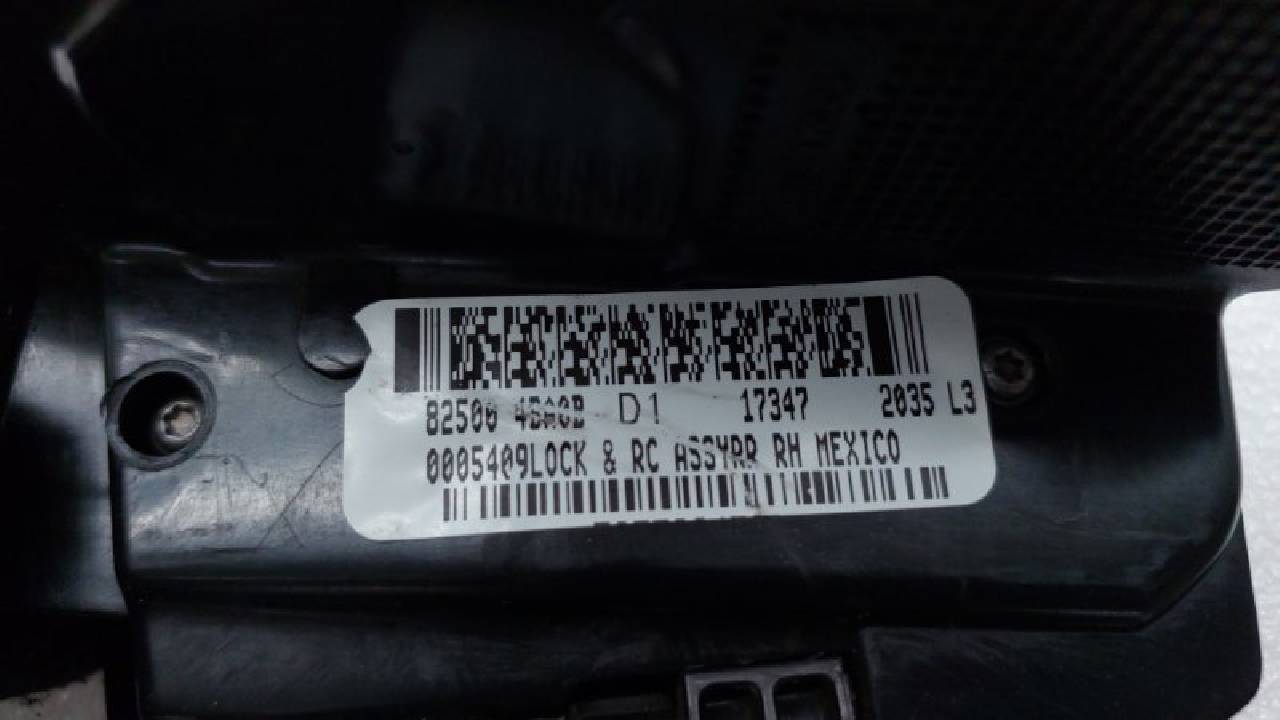 82500 4BA0B D1 17347 2035 L3
0005409LOCK & RC ASSYRR RH MEXICO